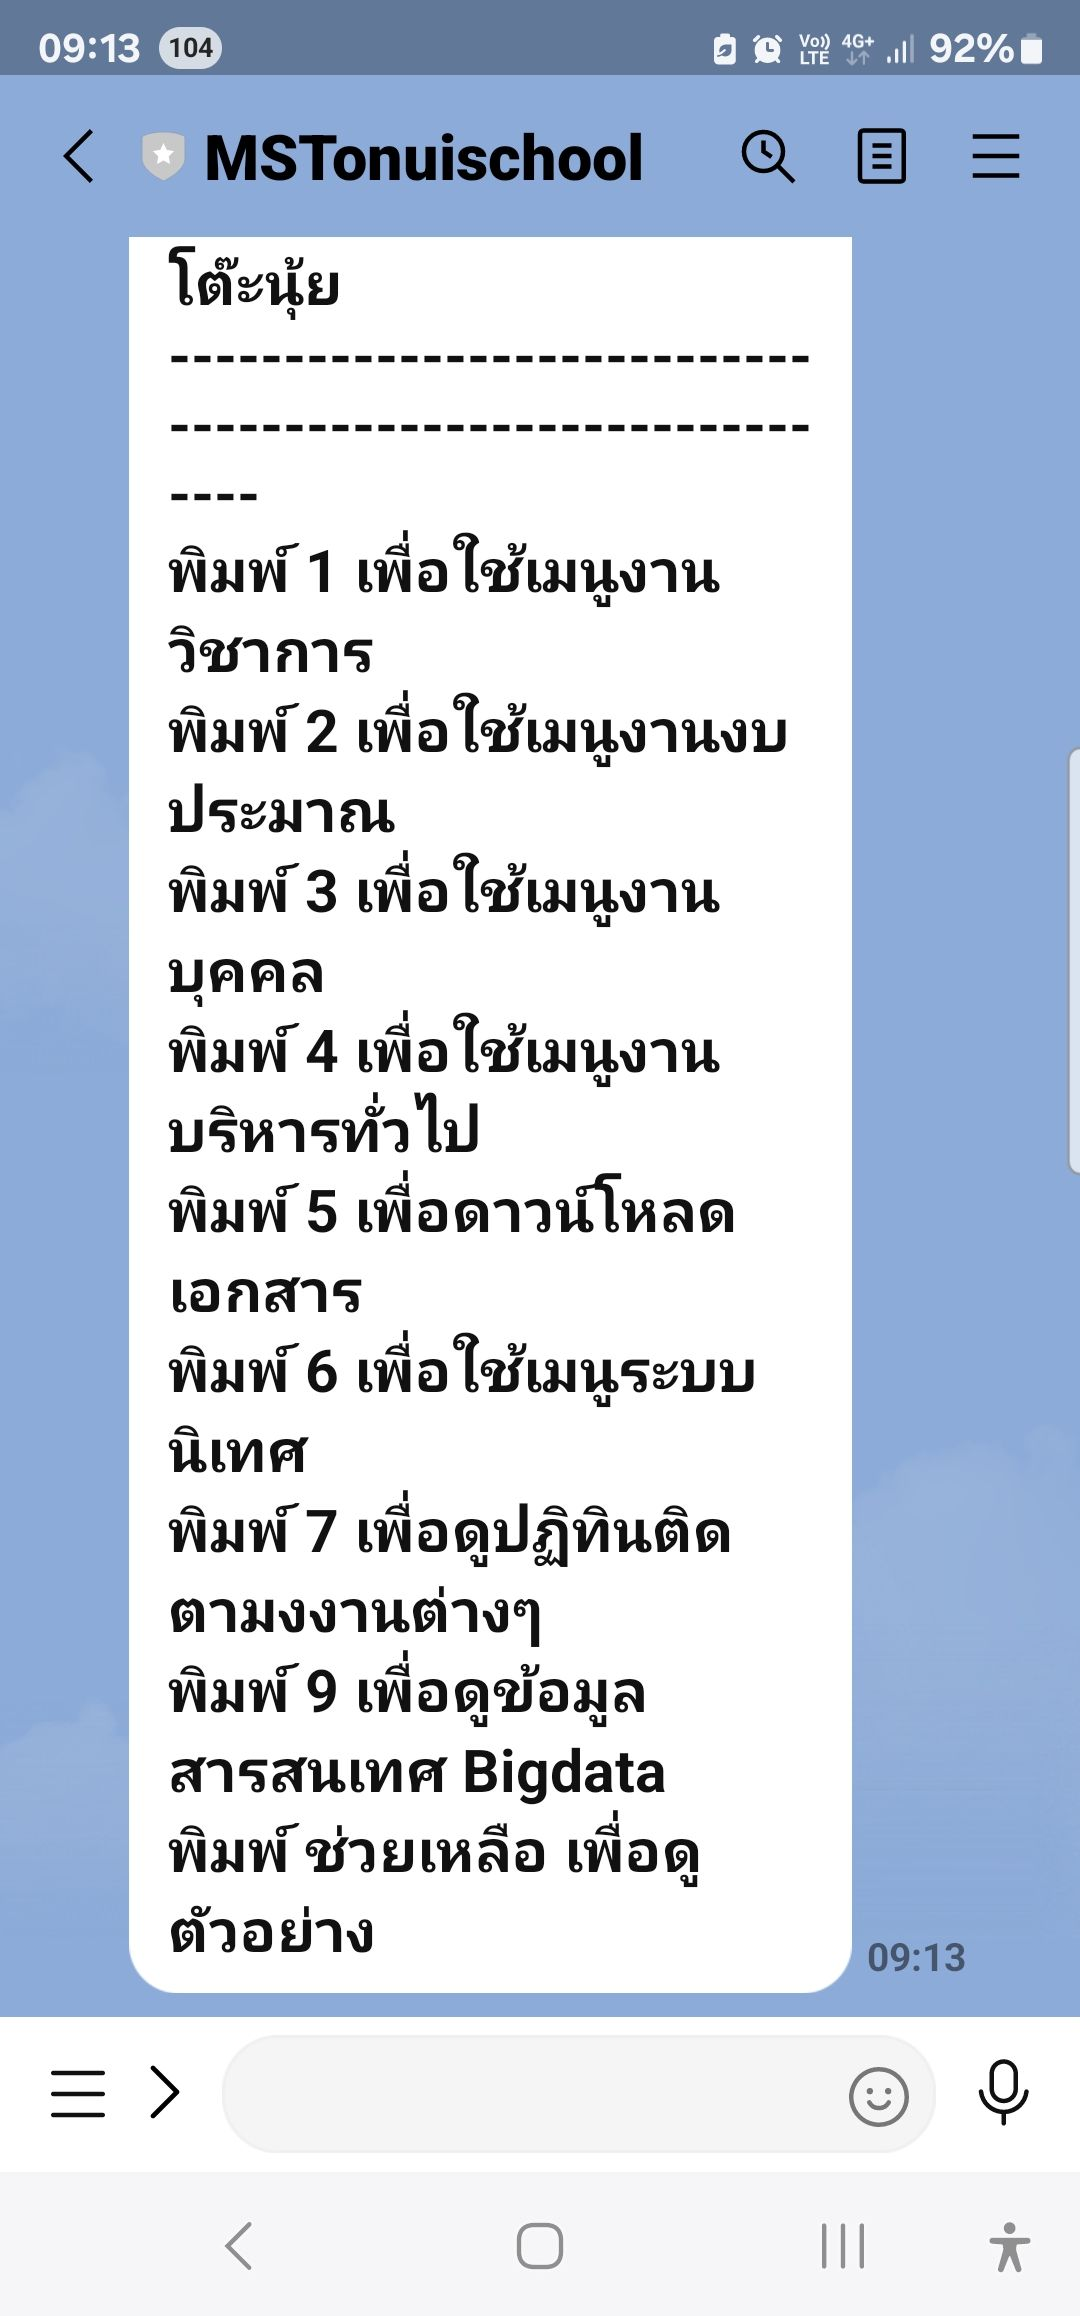 09:13 104 Vo)) LTE 4G+ 92%
MSTonuischool
โต๊ะนุ้ย
----------------------------
----------------------------
----
พิมพ์ 1 เพื่อใช้เมนูงาน
วิชาการ
พิมพ์ 2 เพื่อใช้เมนูงานงบ
ประมาณ
พิมพ์ 3 เพื่อใช้เมนูงาน
บุคคล
พิมพ์ 4 เพื่อใช้เมนูงาน
บริหารทั่วไป
พิมพ์ 5 เพื่อดาวน์โหลด
เอกสาร
พิมพ์ 6 เพื่อใช้เมนูระบบ
นิเทศ
พิมพ์ 7 เพื่อดูปฏิทินติด
ตามงงานต่างๆ
พิมพ์ 9 เพื่อดูข้อมูล
สารสนเทศ Bigdata
พิมพ์ ช่วยเหลือ เพื่อดู
ตัวอย่าง
09:13